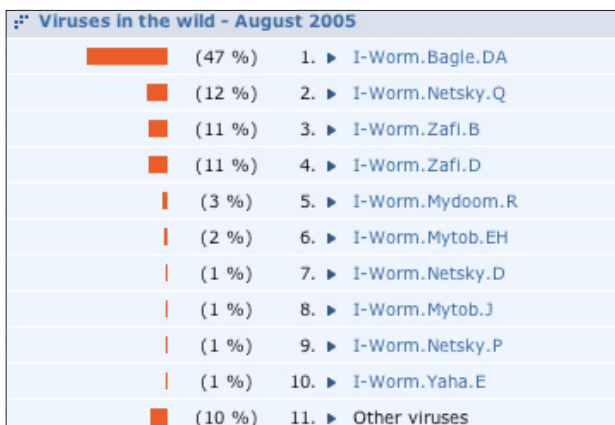 Viruses in the wild - August 2005
(47 %) 1. I-Worm.Bagle.DA
(12 %) 2. I-Worm.Netsky.Q
(11 %) 3. I-Worm.Zafi.B
(11 %) 4. I-Worm.Zafi.D
(3 %) 5. I-Worm.Mydoom.R
(2 %) 6. I-Worm.Mytob.EH
(1 %) 7. I-Worm.Netsky.D
(1 %) 8. I-Worm.Mytob.J
(1 %) 9. I-Worm.Netsky.P
(1 %) 10. I-Worm.Yaha.E
(10 %) 11. Other viruses